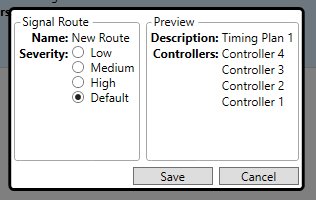 Signal Route
Name: New Route
Severity: Low
Medium
High
Default
Preview
Description: Timing Plan 1
Controllers: Controller 4
Controller 3
Controller 2
Controller 1
Save
Cancel